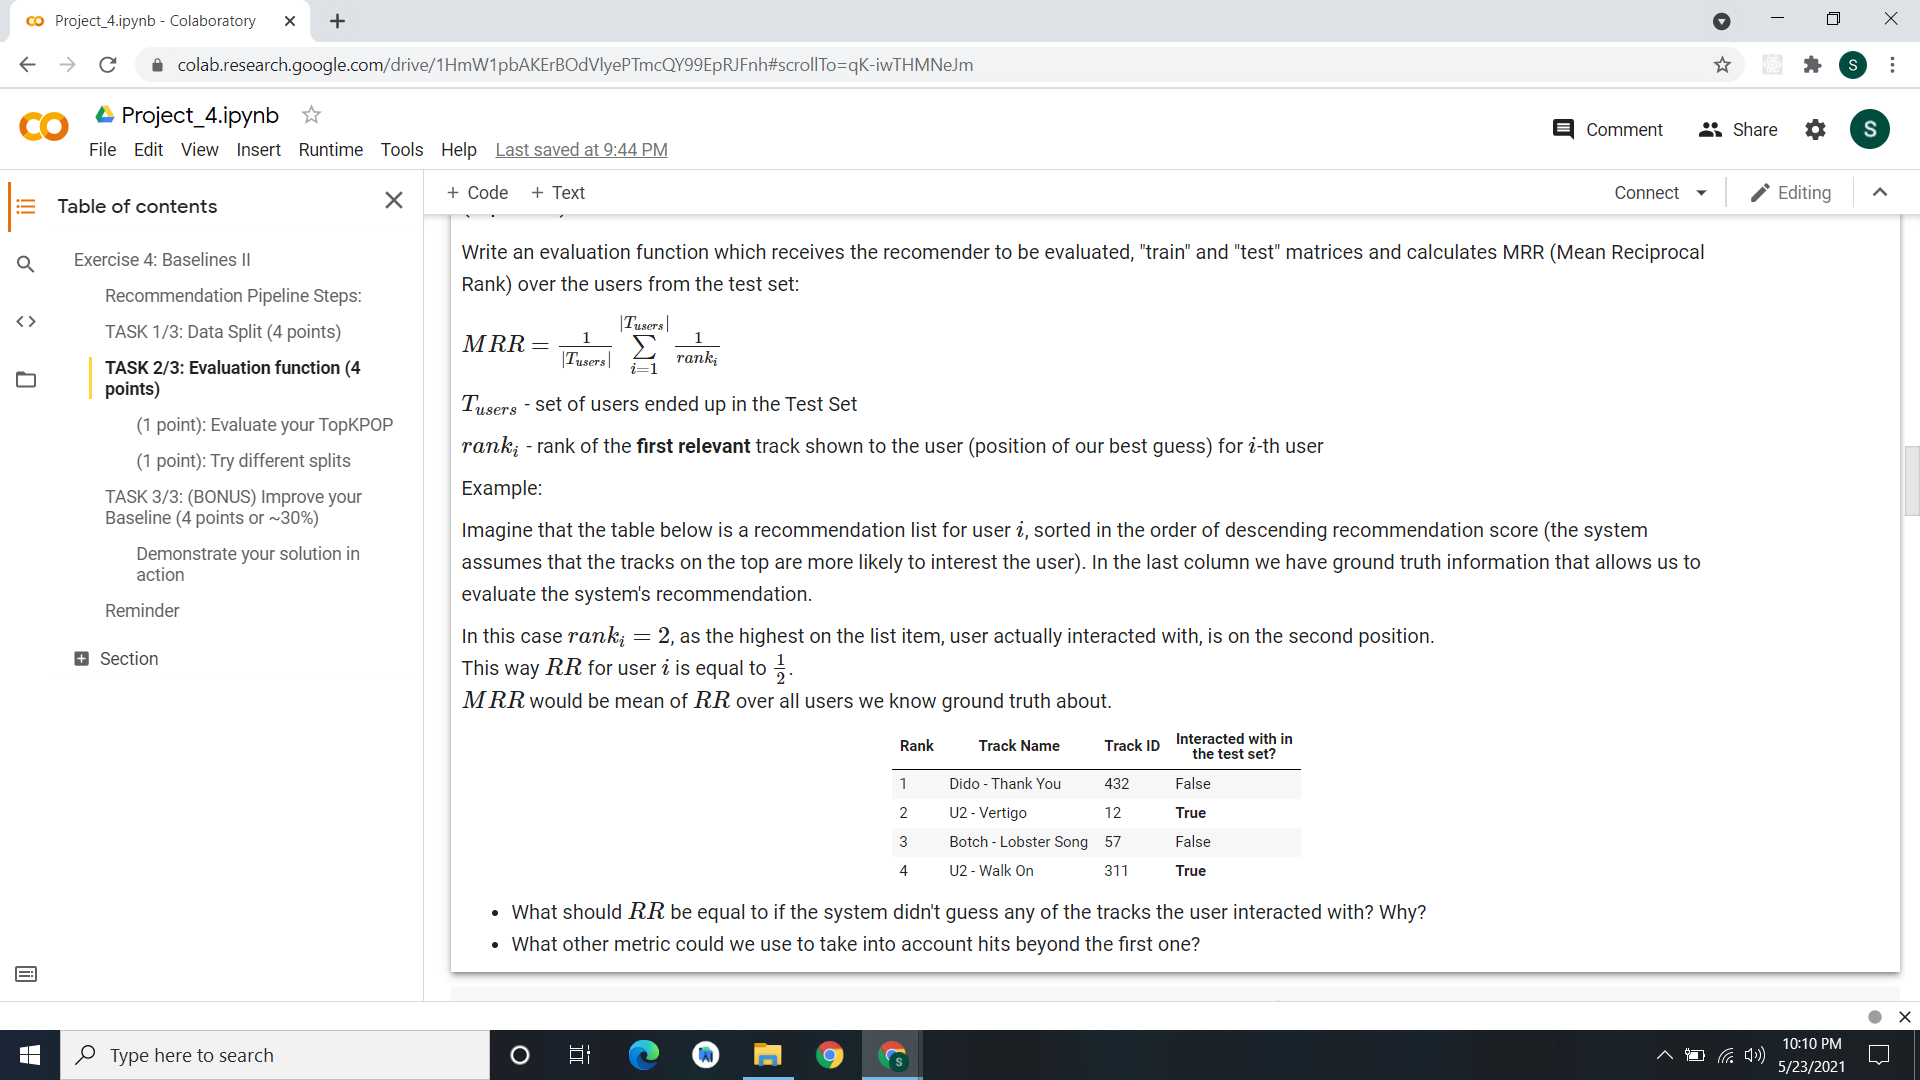 Project_4.ipynb - Colaboratory
colab.research.google.com/drive/1HmW1pbAKErBOdVlyePTmcQY99EpRJFnh#scrollTo=qK-iwTHMNeJm
S
Project_4.ipynb
File Edit View Insert Runtime Tools Help Last saved at 9:44 PM
Comment Share S
Table of contents
+ Code + Text
Connect Editing
Exercise 4: Baselines II
Recommendation Pipeline Steps:
TASK 1/3: Data Split (4 points)
TASK 2/3: Evaluation function (4
points)
(1 point): Evaluate your TopKPOP
(1 point): Try different splits
TASK 3/3: (BONUS) Improve your
Baseline (4 points or ~30%)
Demonstrate your solution in
action
Reminder
Section
Write an evaluation function which receives the recomender to be evaluated, "train" and "test" matrices and calculates MRR (Mean Reciprocal
Rank) over the users from the test set:
MRR = 1/|T_users| ∑_{i=1}^{|T_users|} 1/rank_i
T_users - set of users ended up in the Test Set
rank_i - rank of the first relevant track shown to the user (position of our best guess) for i-th user
Example:
Imagine that the table below is a recommendation list for user i, sorted in the order of descending recommendation score (the system
assumes that the tracks on the top are more likely to interest the user). In the last column we have ground truth information that allows us to
evaluate the system's recommendation.
In this case rank_i = 2, as the highest on the list item, user actually interacted with, is on the second position.
This way RR for user i is equal to 1/2.
MRR would be mean of RR over all users we know ground truth about.
Rank Track Name Track ID Interacted with in the test set?
1 Dido - Thank You 432 False
2 U2 - Vertigo 12 True
3 Botch - Lobster Song 57 False
4 U2 - Walk On 311 True
• What should RR be equal to if the system didn't guess any of the tracks the user interacted with? Why?
• What other metric could we use to take into account hits beyond the first one?
Type here to search
S
10:10 PM
5/23/2021